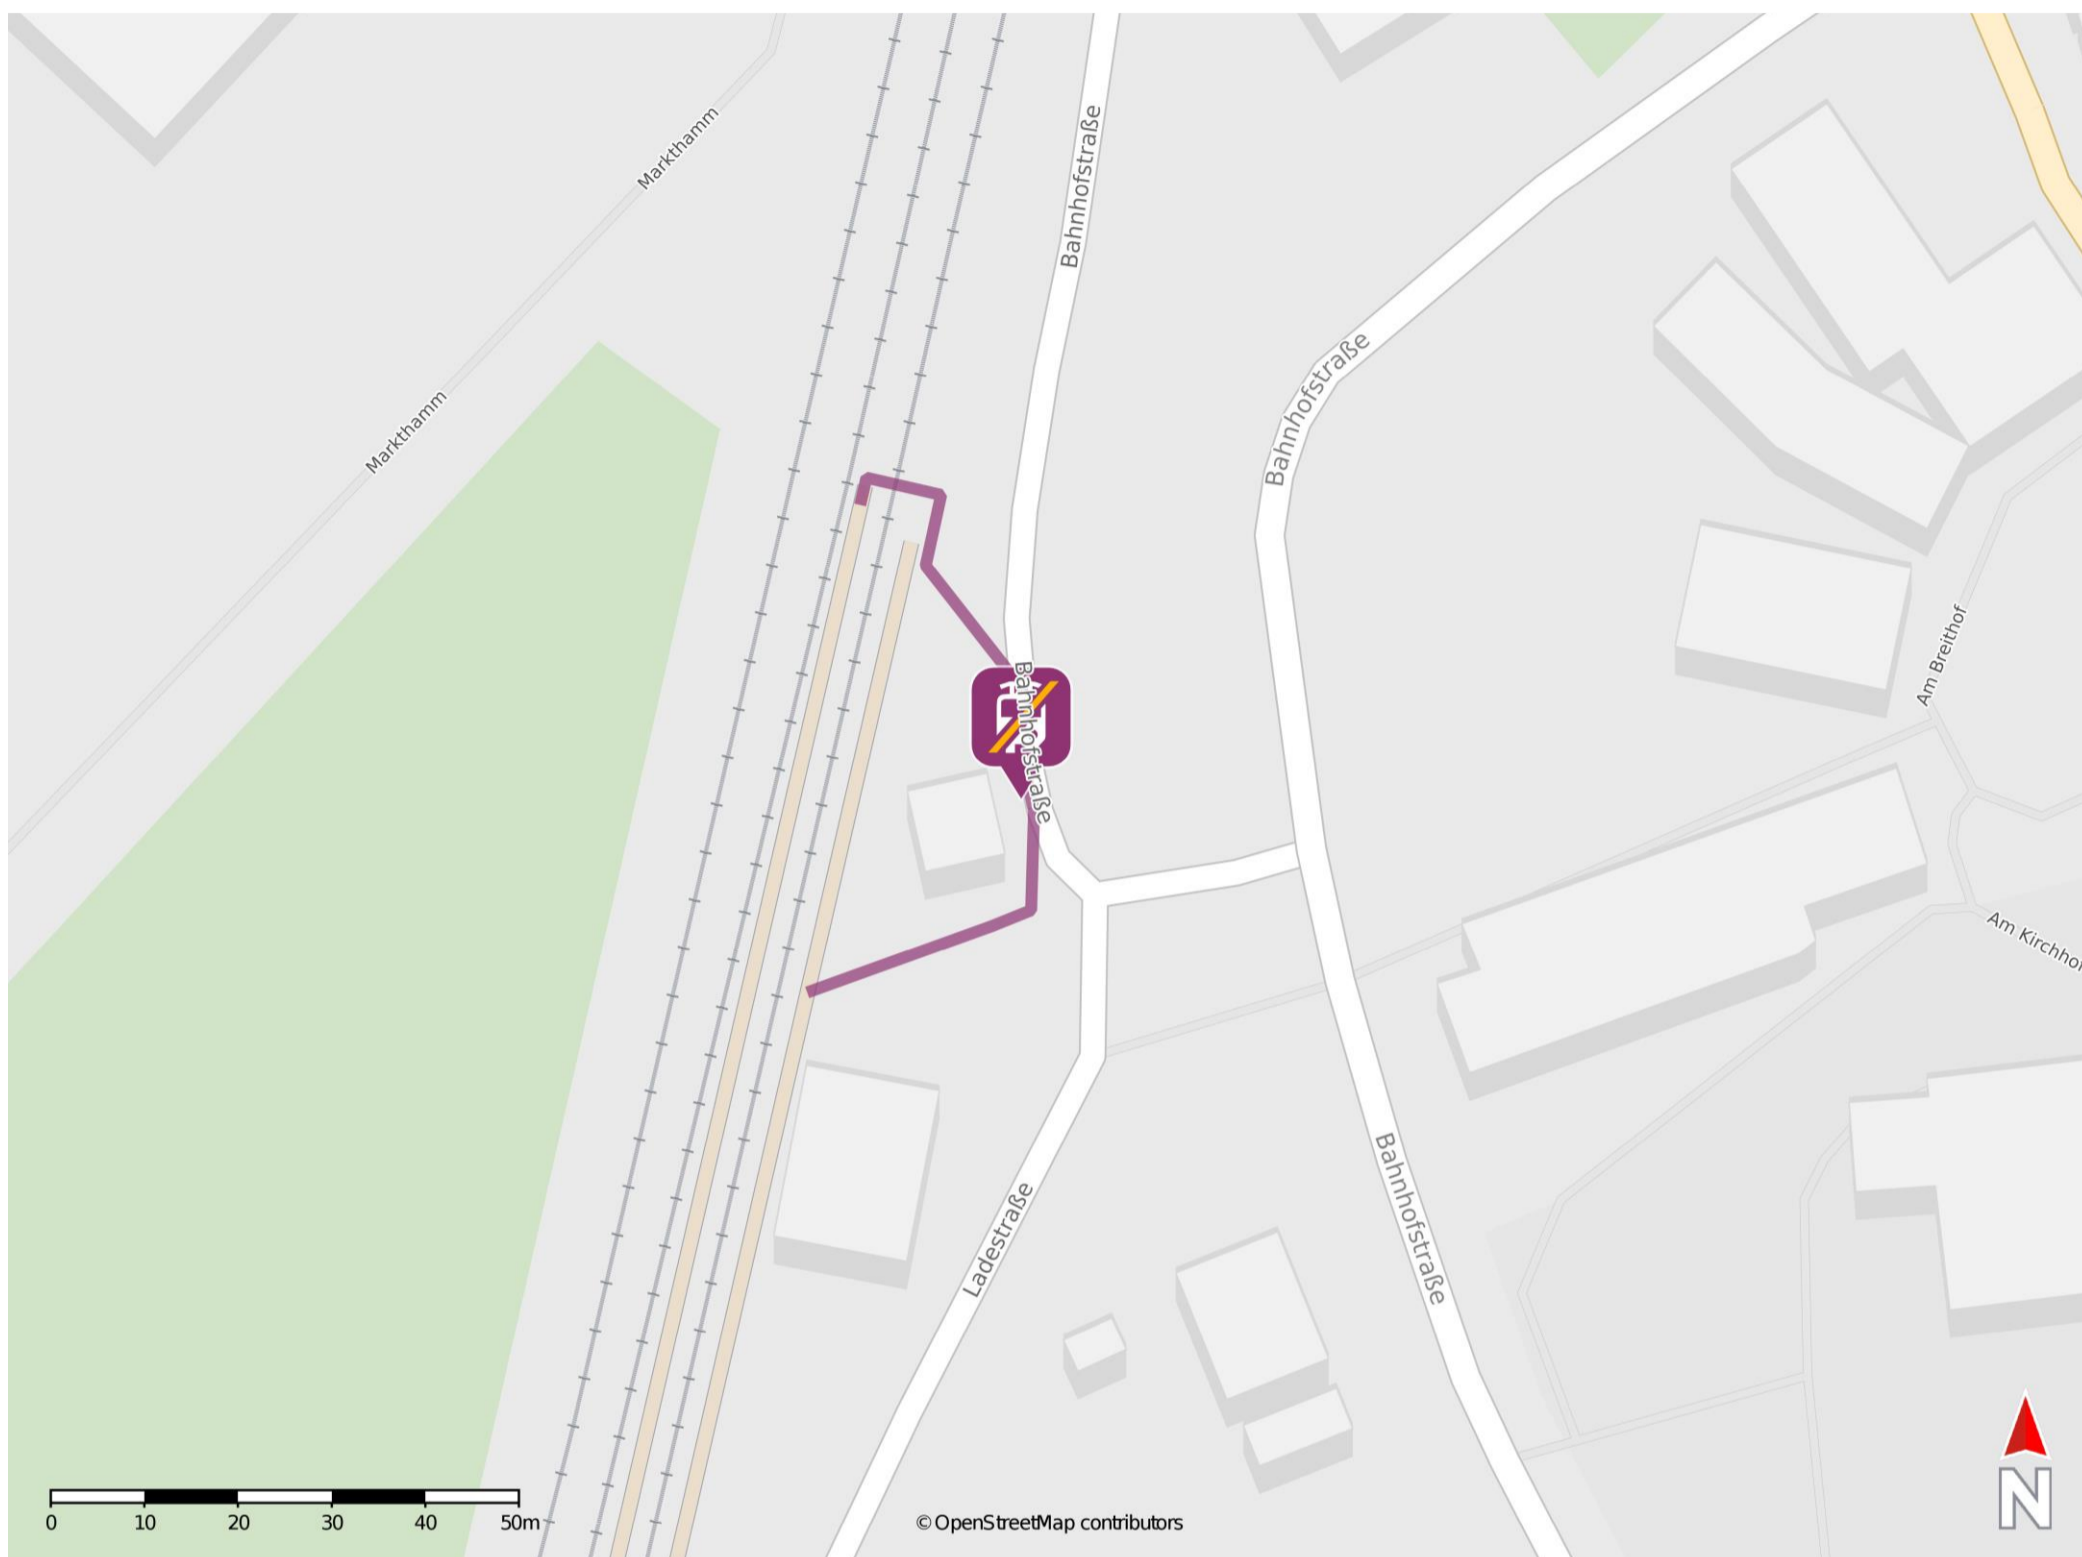 Markthamm
Bahnhofstraße
Bahnhofstraße
Markthamm
Am Breithof
Bahnhofstraße
Am Kirchhof
Bahnhofstraße
Ladestraße
0 10 20 30 40 50m
© OpenStreetMap contributors
N